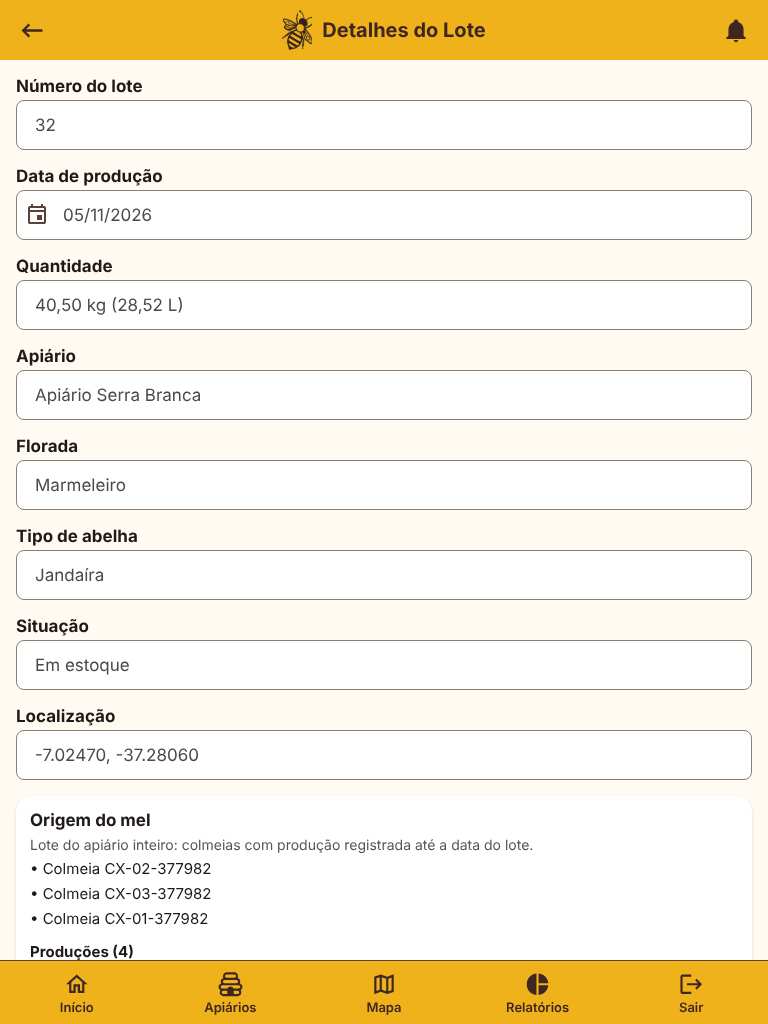 Detalhes do Lote
Número do lote
32
Data de produção
05/11/2026
Quantidade
40,50 kg (28,52 L)
Apiário
Apiário Serra Branca
Florada
Marmeleiro
Tipo de abelha
Jandaíra
Situação
Em estoque
Localização
-7.02470, -37.28060
Origem do mel
Lote do apiário inteiro: colmeias com produção registrada até a data do lote.
• Colmeia CX-02-377982
• Colmeia CX-03-377982
• Colmeia CX-01-377982
Produções (4)
Início
Apiários
Mapa
Relatórios
Sair